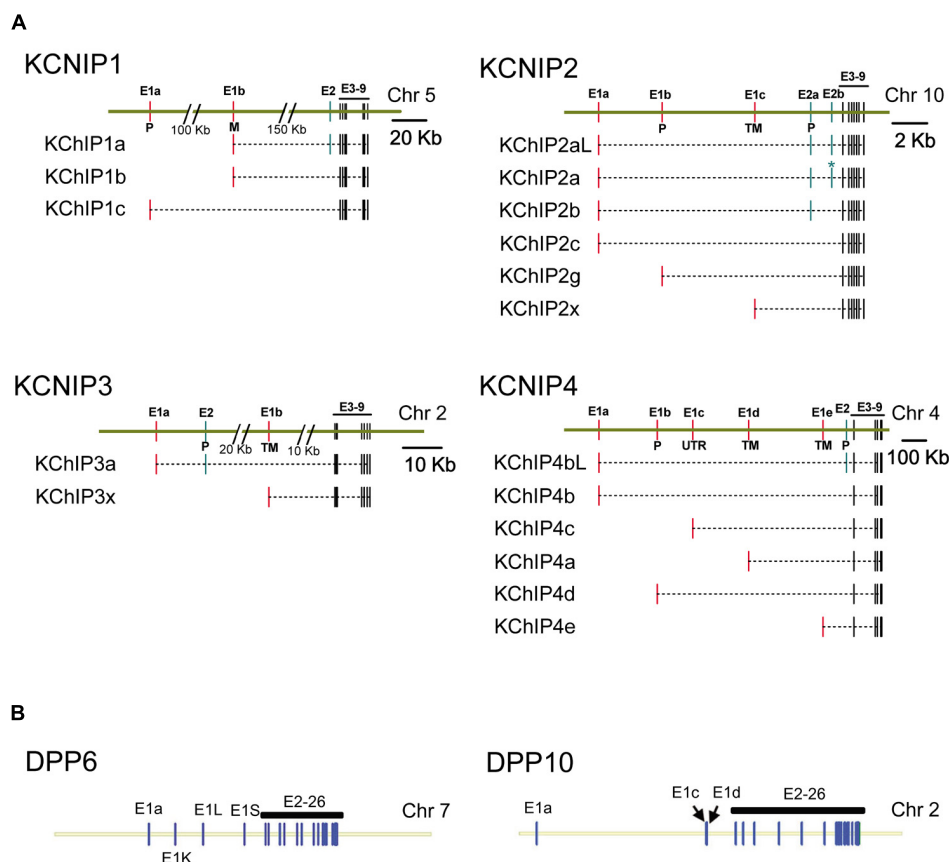 A
KCNIP1
E1a E1b E2 E3-9 Chr 5
P 100 Kb M 150 Kb 20 Kb
KChIP1a
KChIP1b
KChIP1c
KCNIP2
E1a E1b E1c E2a E2b E3-9 Chr 10
P TM P 2 Kb
KChIP2aL
KChIP2a *
KChIP2b
KChIP2c
KChIP2g
KChIP2x
KCNIP3
E1a E2 E1b E3-9 Chr 2
P 20 Kb TM 10 Kb 10 Kb
KChIP3a
KChIP3x
KCNIP4
E1a E1b E1c E1d E1e E2 E3-9 Chr 4
P UTR TM TM P 100 Kb
KChIP4bL
KChIP4b
KChIP4c
KChIP4a
KChIP4d
KChIP4e
B
DPP6
E1a E1L E1S E2-26 Chr 7
E1K
DPP10
E1a E1c E1d E2-26 Chr 2